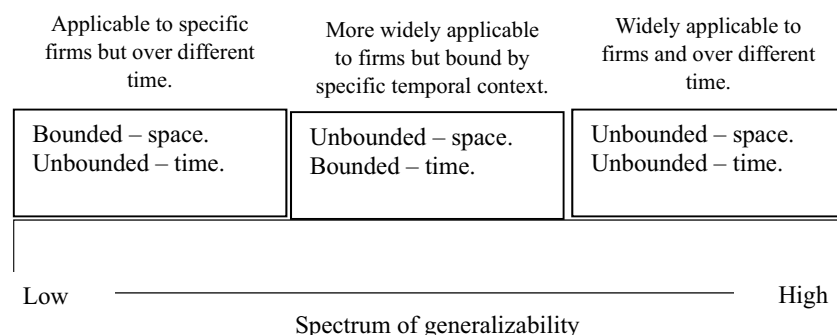 Applicable to specific
firms but over different
time.
More widely applicable
to firms but bound by
specific temporal context.
Widely applicable to
firms and over different
time.
Bounded – space.
Unbounded – time.
Unbounded – space.
Bounded – time.
Unbounded – space.
Unbounded – time.
Low
High
Spectrum of generalizability